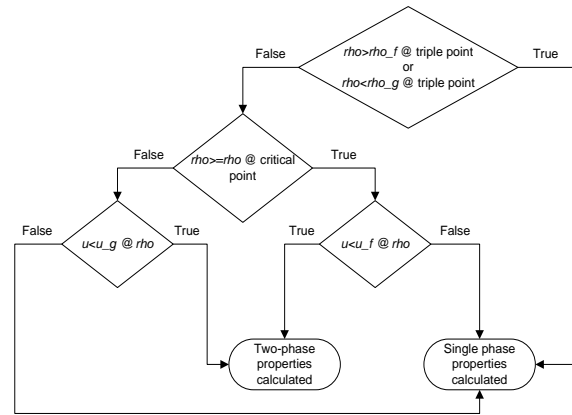 rho>rho_f @ triple point
or
rho<rho_g @ triple point
False
True
rho>=rho @ critical
point
False
True
u<u_g @ rho
False
True
u<u_f @ rho
True
False
Two-phase
properties
calculated
Single phase
properties
calculated